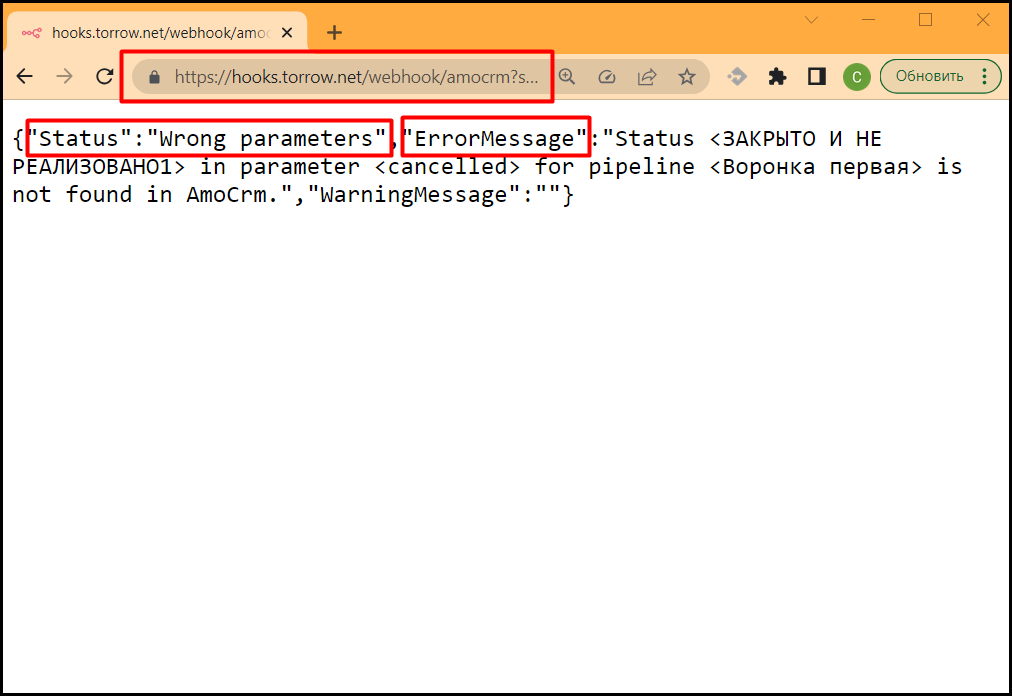 hooks.torrow.net/webhook/amoc
https://hooks.torrow.net/webhook/amocrm?s...
C
Обновить
{"Status":"Wrong parameters","ErrorMessage":"Status <ЗАКРЫТО И НЕ
РЕАЛИЗОВАНО1> in parameter <cancelled> for pipeline <Воронка первая> is
not found in AmoCrm.","WarningMessage":""}